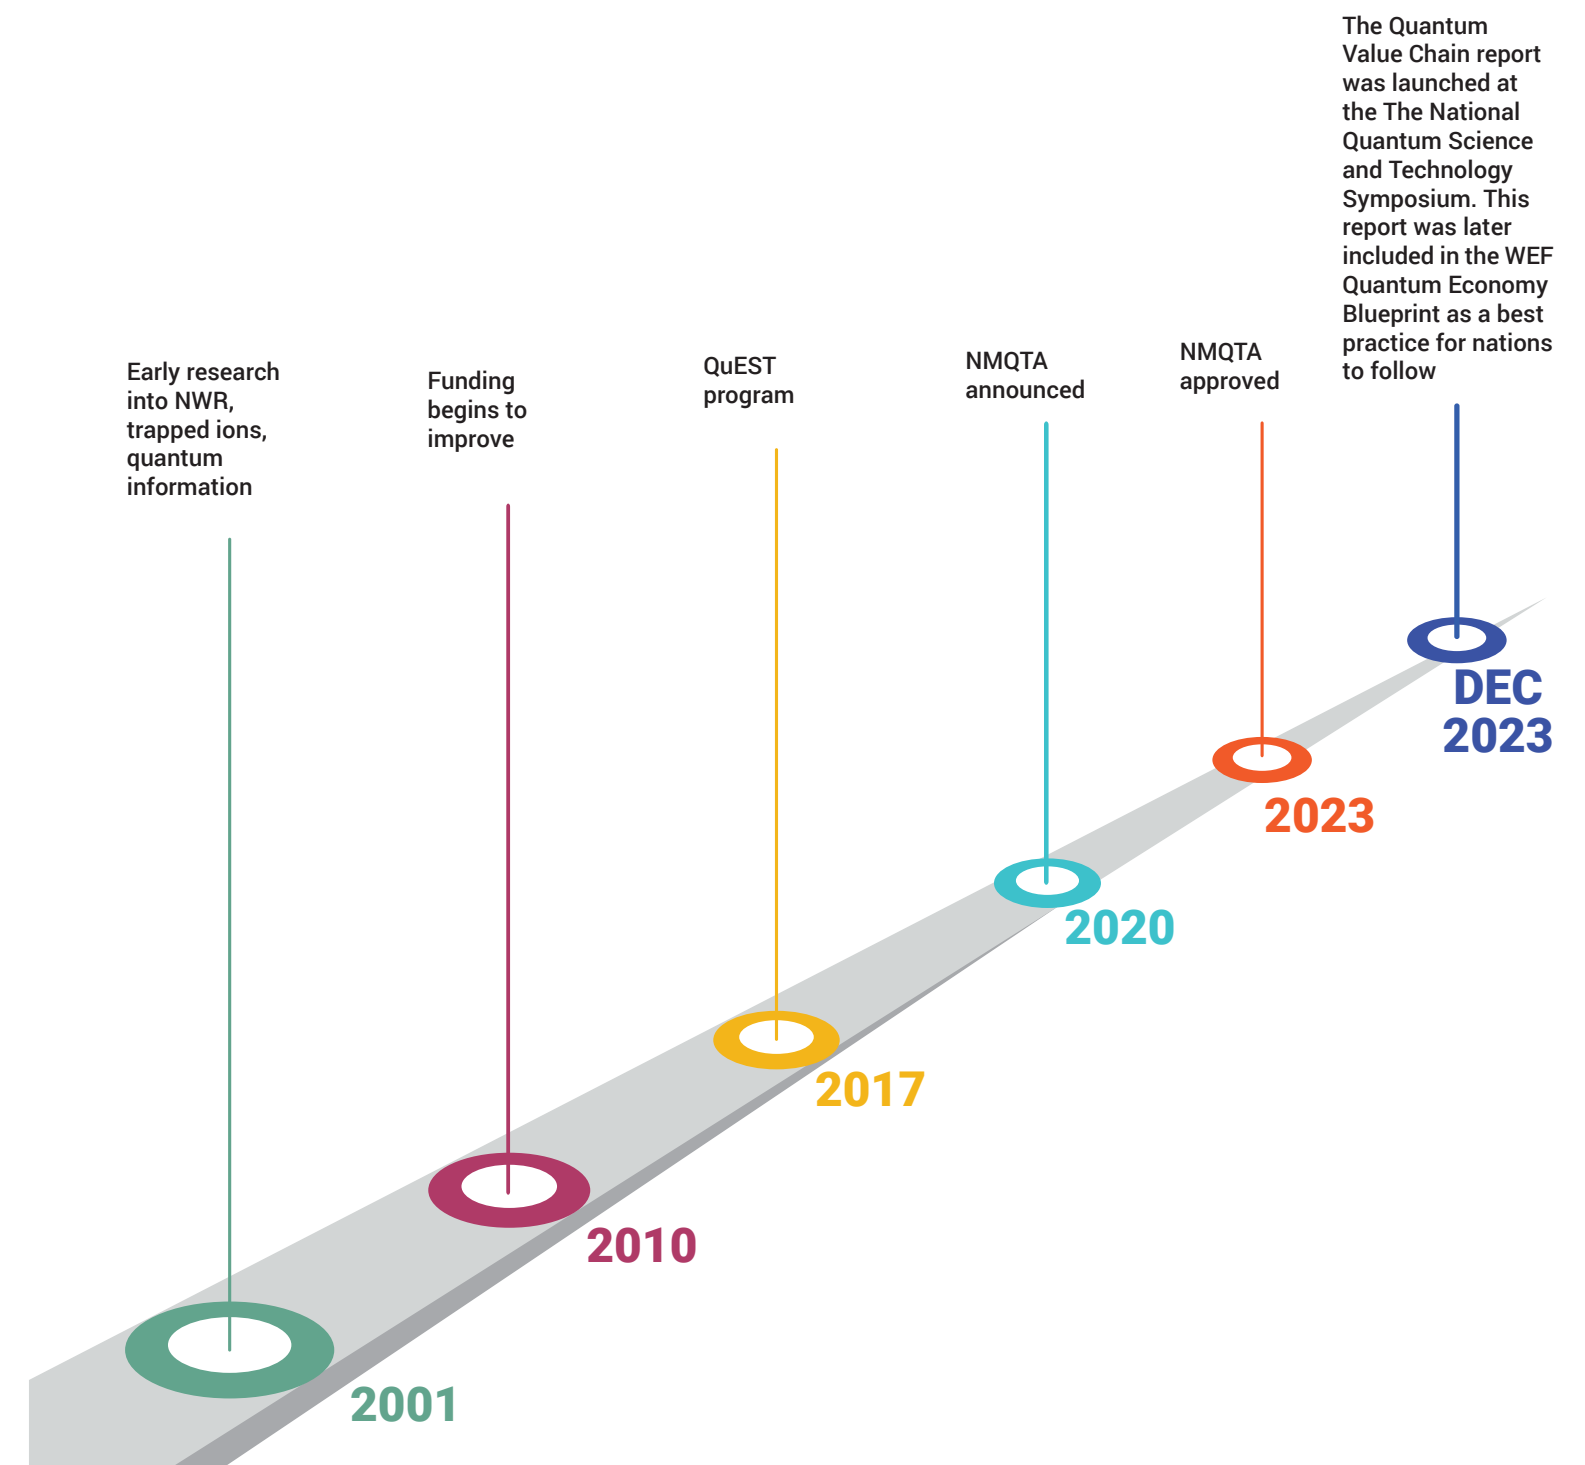 Early research
into NWR,
trapped ions,
quantum
information
2001
Funding
begins to
improve
2010
QuEST
program
2017
NMQTA
announced
2020
NMQTA
approved
2023
The Quantum
Value Chain report
was launched at
the The National
Quantum Science
and Technology
Symposium. This
report was later
included in the WEF
Quantum Economy
Blueprint as a best
practice for nations
to follow
DEC
2023